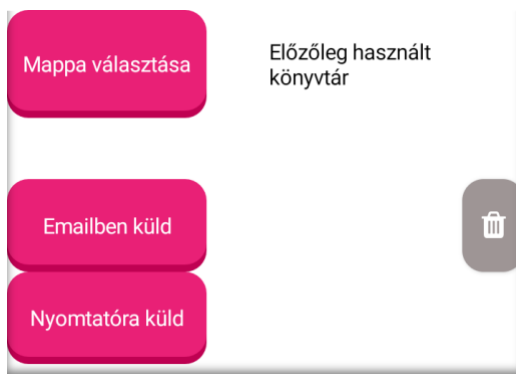 Mappa választása
Előzőleg használt
könyvtár
Emailben küld
Nyomtatóra küld